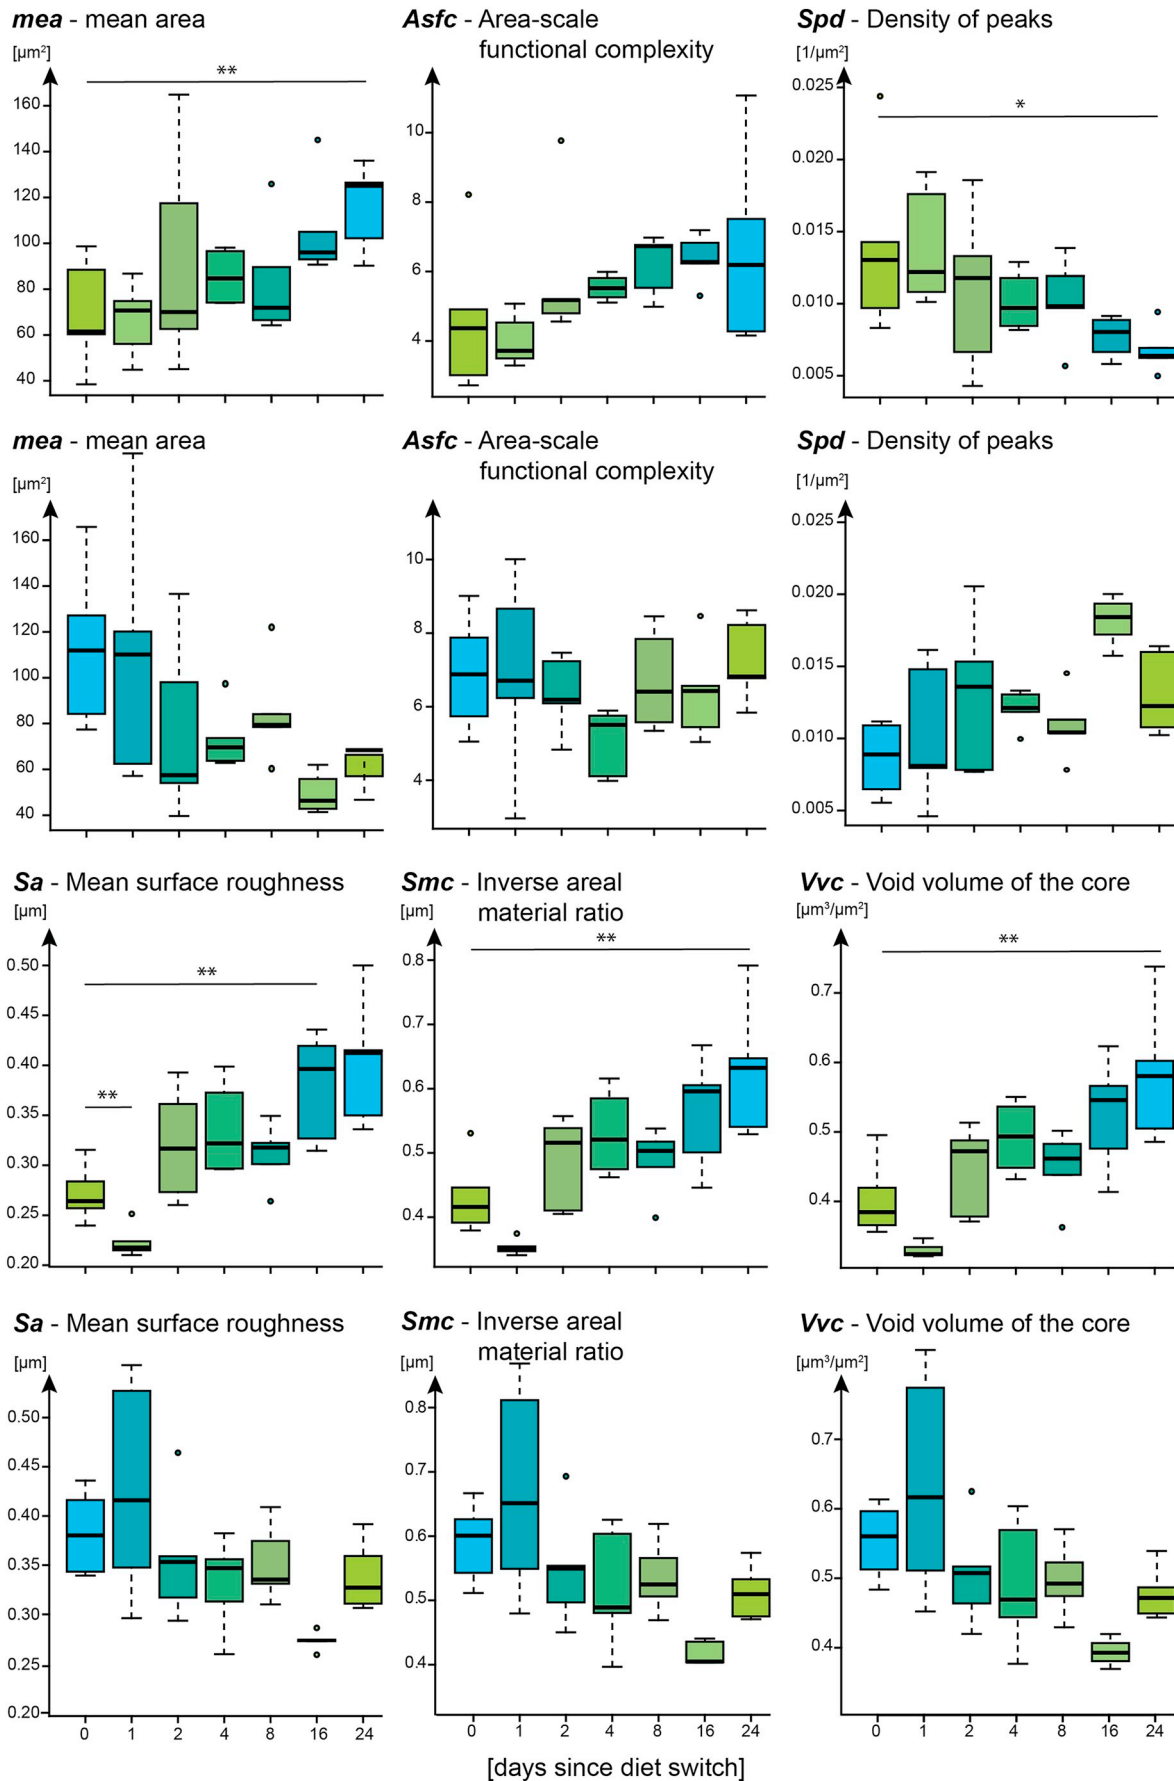 mea - mean area
[µm²]
**
160
140
120
100
80
60
40
Asfc - Area-scale
functional complexity
10
8
6
4
Spd - Density of peaks
[1/µm²]
*
0.025
0.020
0.015
0.010
0.005
mea - mean area
[µm²]
160
140
120
100
80
60
40
Asfc - Area-scale
functional complexity
10
8
6
4
Spd - Density of peaks
[1/µm²]
0.025
0.020
0.015
0.010
0.005
Sa - Mean surface roughness
[µm]
**
**
0.50
0.45
0.40
0.35
0.30
0.25
0.20
Smc - Inverse areal
material ratio
[µm]
**
0.8
0.7
0.6
0.5
0.4
Vvc - Void volume of the core
[µm³/µm²]
**
0.7
0.6
0.5
0.4
Sa - Mean surface roughness
[µm]
0.50
0.45
0.40
0.35
0.30
0.25
0.20
0 1 2 4 8 16 24
Smc - Inverse areal
material ratio
[µm]
0.8
0.7
0.6
0.5
0.4
0 1 2 4 8 16 24
Vvc - Void volume of the core
[µm³/µm²]
0.7
0.6
0.5
0.4
0 1 2 4 8 16 24
[days since diet switch]